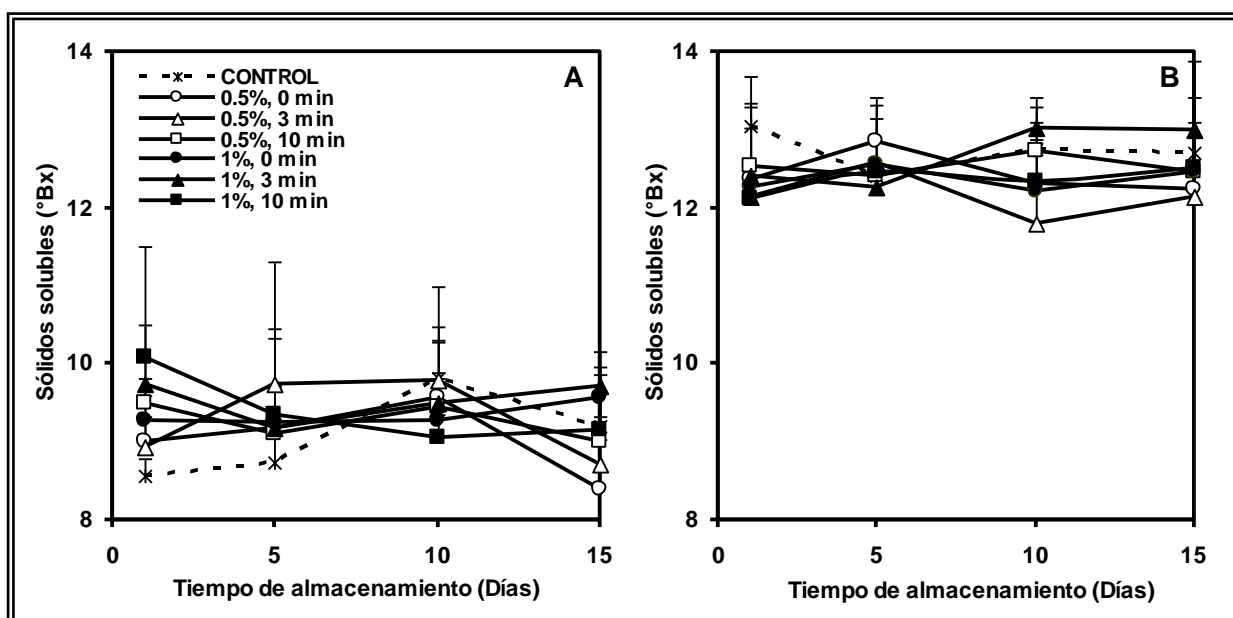 14
12
10
8
Sólidos solubles (°Bx)
A
CONTROL
0.5%, 0 min
0.5%, 3 min
0.5%, 10 min
1%, 0 min
1%, 3 min
1%, 10 min
0 5 10 15
Tiempo de almacenamiento (Días)
14
12
10
8
Sólidos solubles (°Bx)
B
0 5 10 15
Tiempo de almacenamiento (Días)